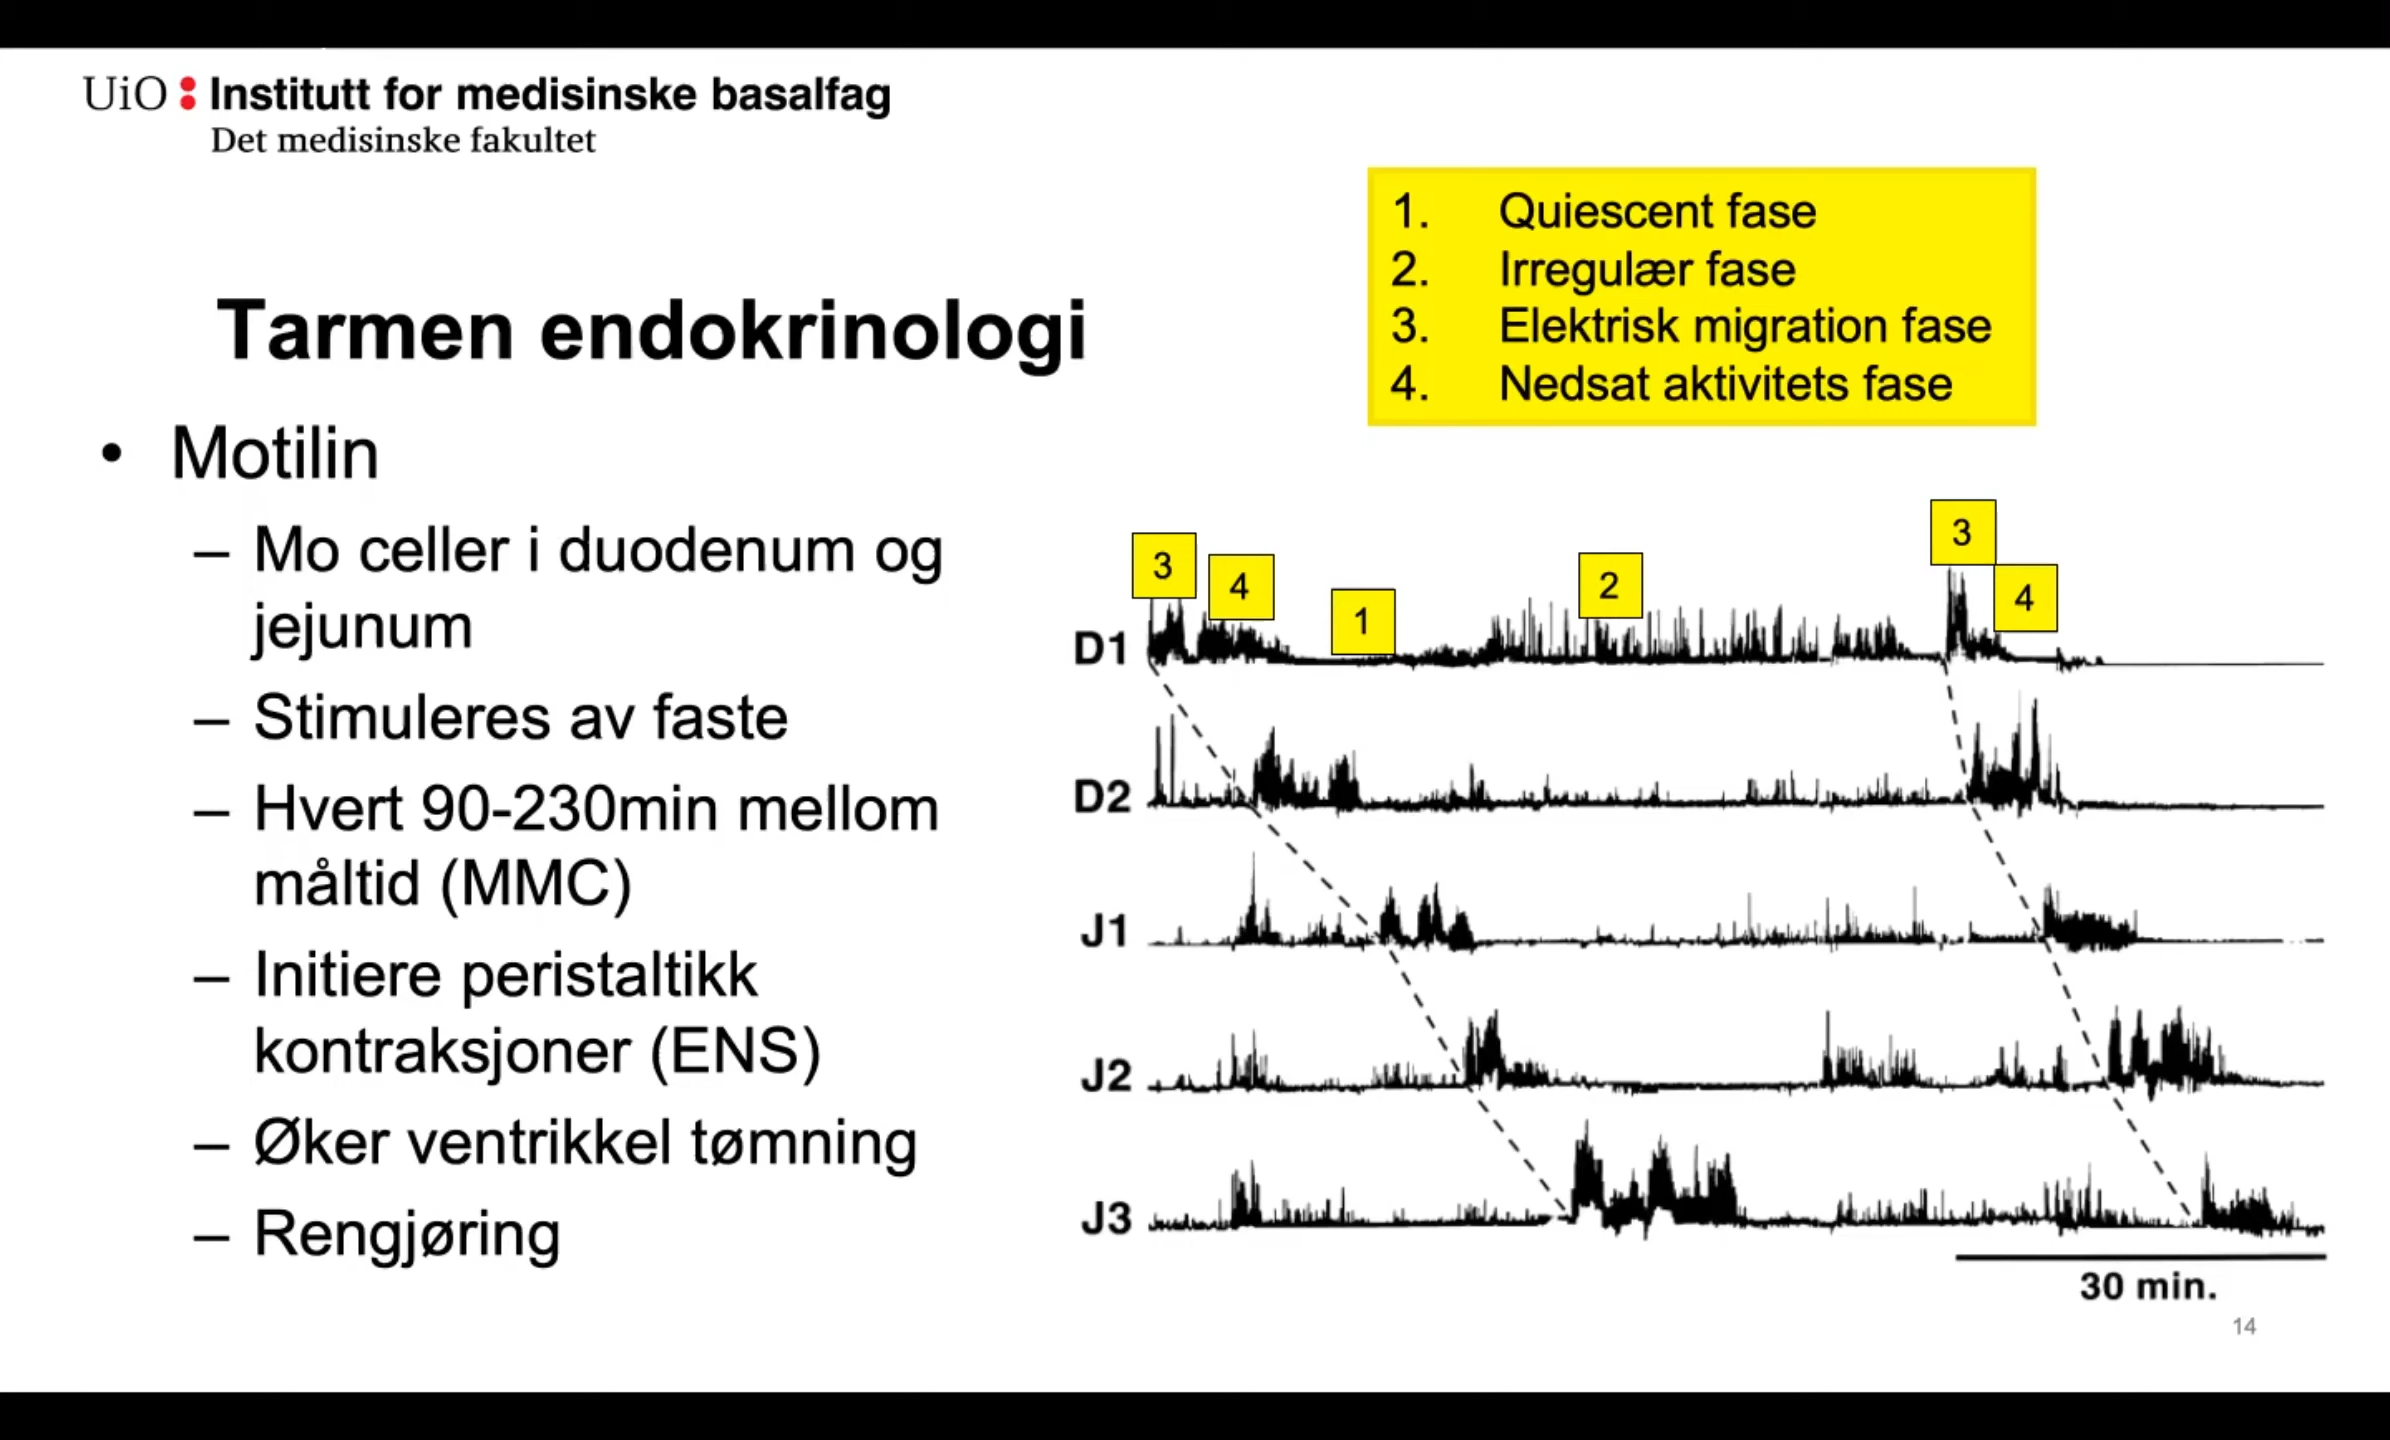 UiO Institutt for medisinske basalfag
Det medisinske fakultet
1. Quiescent fase
2. Irregulær fase
3. Elektrisk migration fase
4. Nedsat aktivitets fase
Tarmen endokrinologi
• Motilin
– Mo celler i duodenum og
jejunum
– Stimuleres av faste
– Hvert 90-230min mellom
måltid (MMC)
– Initiere peristaltikk
kontraksjoner (ENS)
– Øker ventrikkel tømning
– Rengjøring
3
4
1
2
3
4
D1
D2
J1
J2
J3
30 min.
14